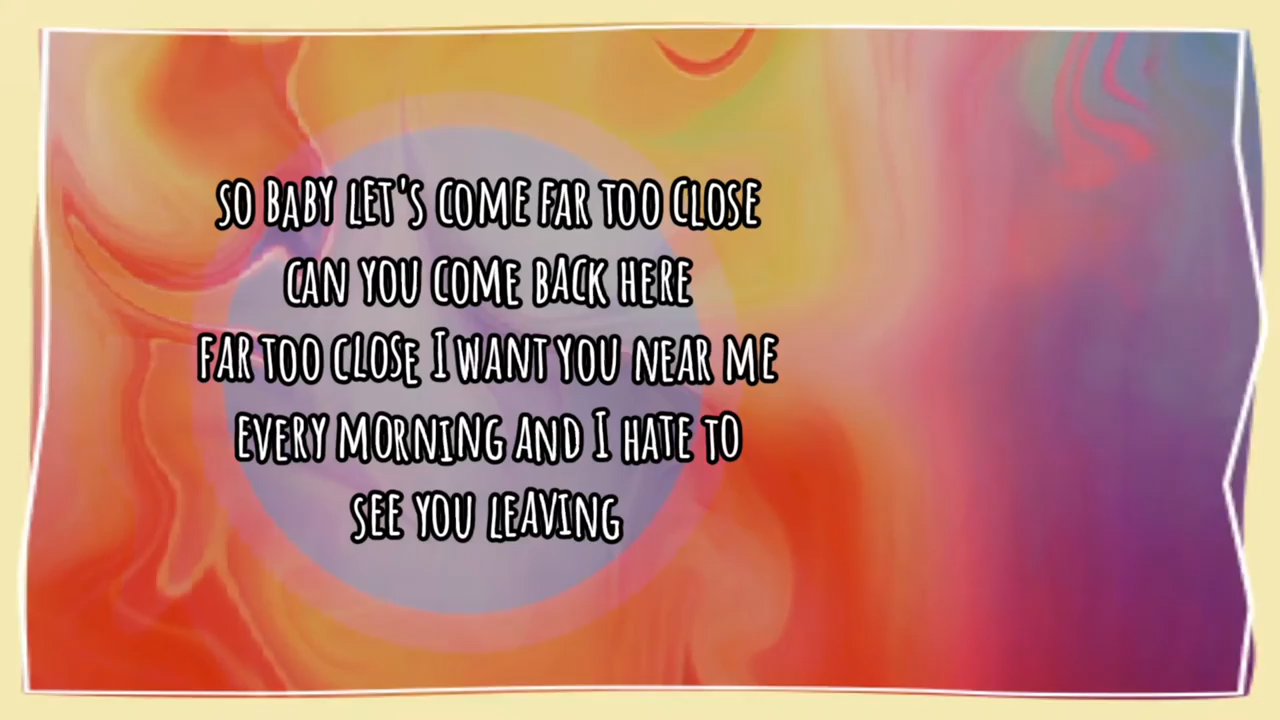 SO BABY LET'S COME FAR TOO CLOSE
CAN YOU COME BACK HERE
FAR TOO CLOSE I WANT YOU NEAR ME
EVERY MORNING AND I HATE TO
SEE YOU LEAVING